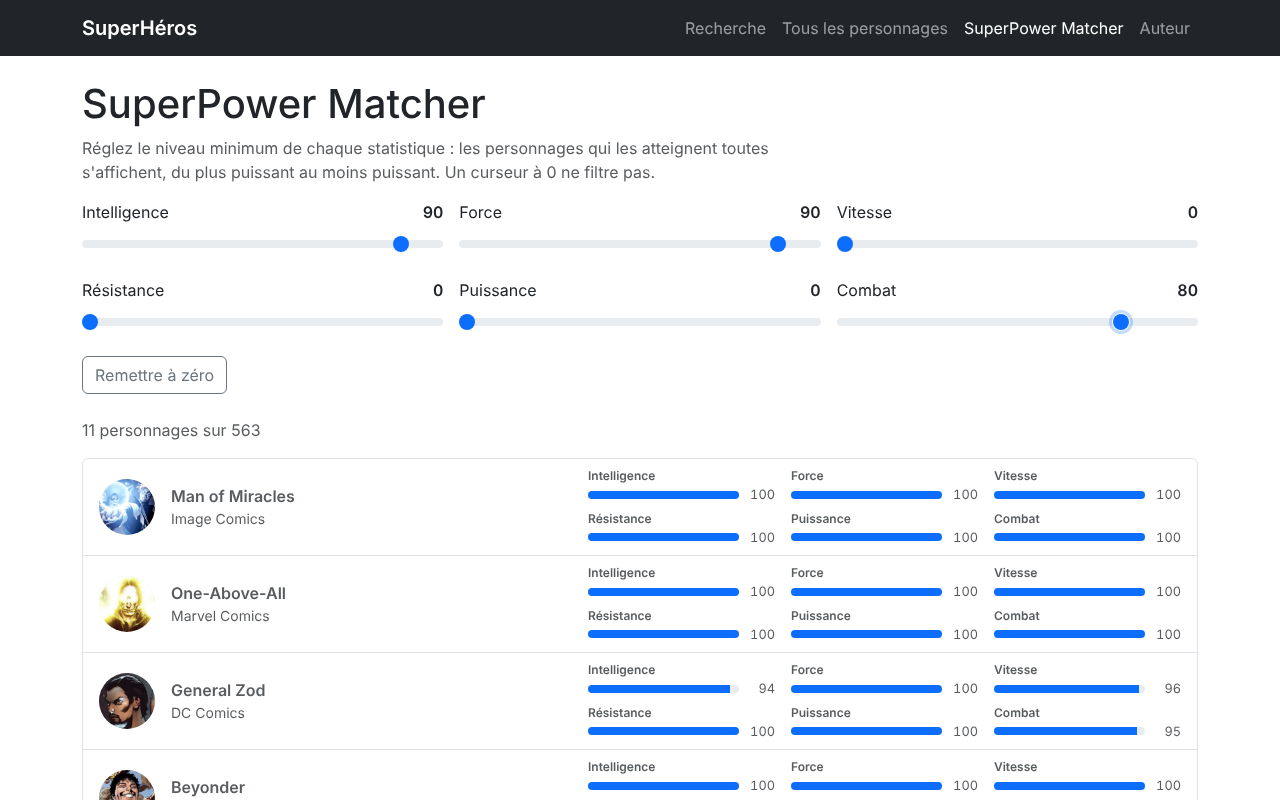 SuperHéros
Recherche Tous les personnages SuperPower Matcher Auteur
SuperPower Matcher
Réglez le niveau minimum de chaque statistique : les personnages qui les atteignent toutes
s'affichent, du plus puissant au moins puissant. Un curseur à 0 ne filtre pas.
Intelligence 90 Force 90 Vitesse 0
Résistance 0 Puissance 0 Combat 80
Remettre à zéro
11 personnages sur 563
Man of Miracles
Image Comics
Intelligence 100 Force 100 Vitesse 100
Résistance 100 Puissance 100 Combat 100
One-Above-All
Marvel Comics
Intelligence 100 Force 100 Vitesse 100
Résistance 100 Puissance 100 Combat 100
General Zod
DC Comics
Intelligence 94 Force 100 Vitesse 96
Résistance 100 Puissance 100 Combat 95
Beyonder
Intelligence 100 Force 100 Vitesse 100